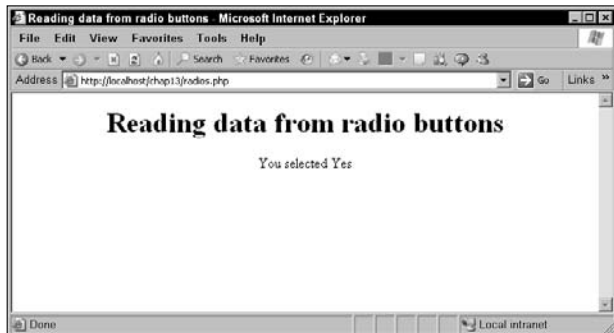 Reading data from radio buttons - Microsoft Internet Explorer
File Edit View Favorites Tools Help
Back Search Favorites
Address http://localhost/chap13/radios.php Go Links »
Reading data from radio buttons
You selected Yes
Done Local intranet